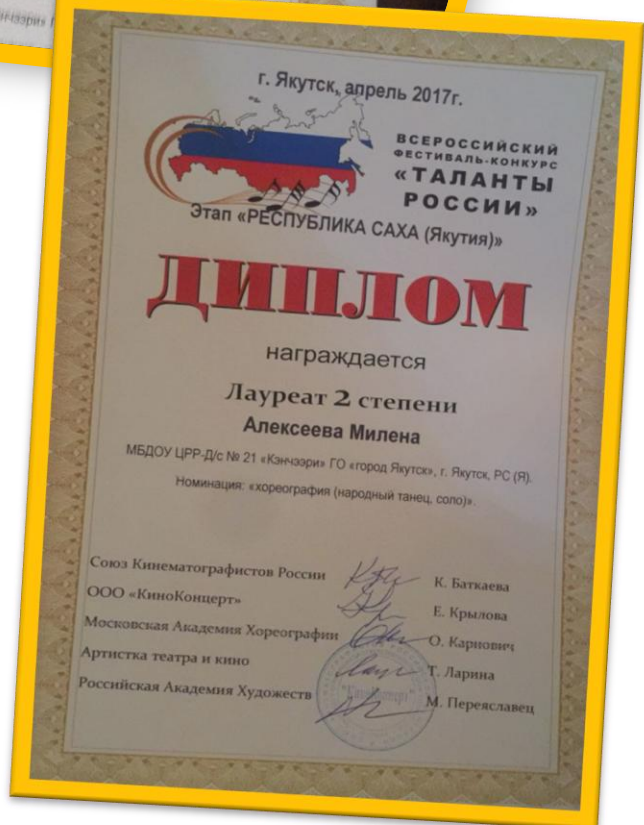 г. Якутск, апрель 2017г.
ВСЕРОССИЙСКИЙ
ФЕСТИВАЛЬ-КОНКУРС
«ТАЛАНТЫ
РОССИИ»
Этап «РЕСПУБЛИКА САХА (Якутия)»
ДИПЛОМ
награждается
Лауреат 2 степени
Алексеева Милена
МБДОУ ЦРР-Д/с № 21 «Кэнчээри» ГО «город Якутск», г. Якутск, РС (Я).
Номинация: «хореография (народный танец, соло)».
Союз Кинематографистов России К. Баткаева
ООО «КиноКонцерт» Е. Крылова
Московская Академия Хореографии О. Карнович
Артистка театра и кино Т. Ларина
Российская Академия Художеств М. Переяславец
"КиноКонцерт"